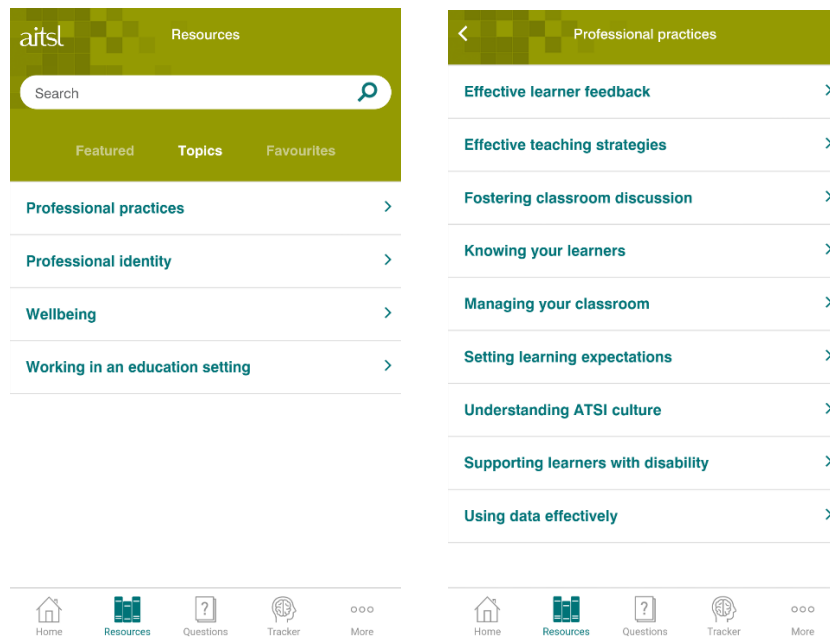 aitsl
Resources
Search
Featured Topics Favourites
Professional practices
Professional identity
Wellbeing
Working in an education setting
Home Resources Questions Tracker More
Professional practices
Effective learner feedback
Effective teaching strategies
Fostering classroom discussion
Knowing your learners
Managing your classroom
Setting learning expectations
Understanding ATSI culture
Supporting learners with disability
Using data effectively
Home Resources Questions Tracker More